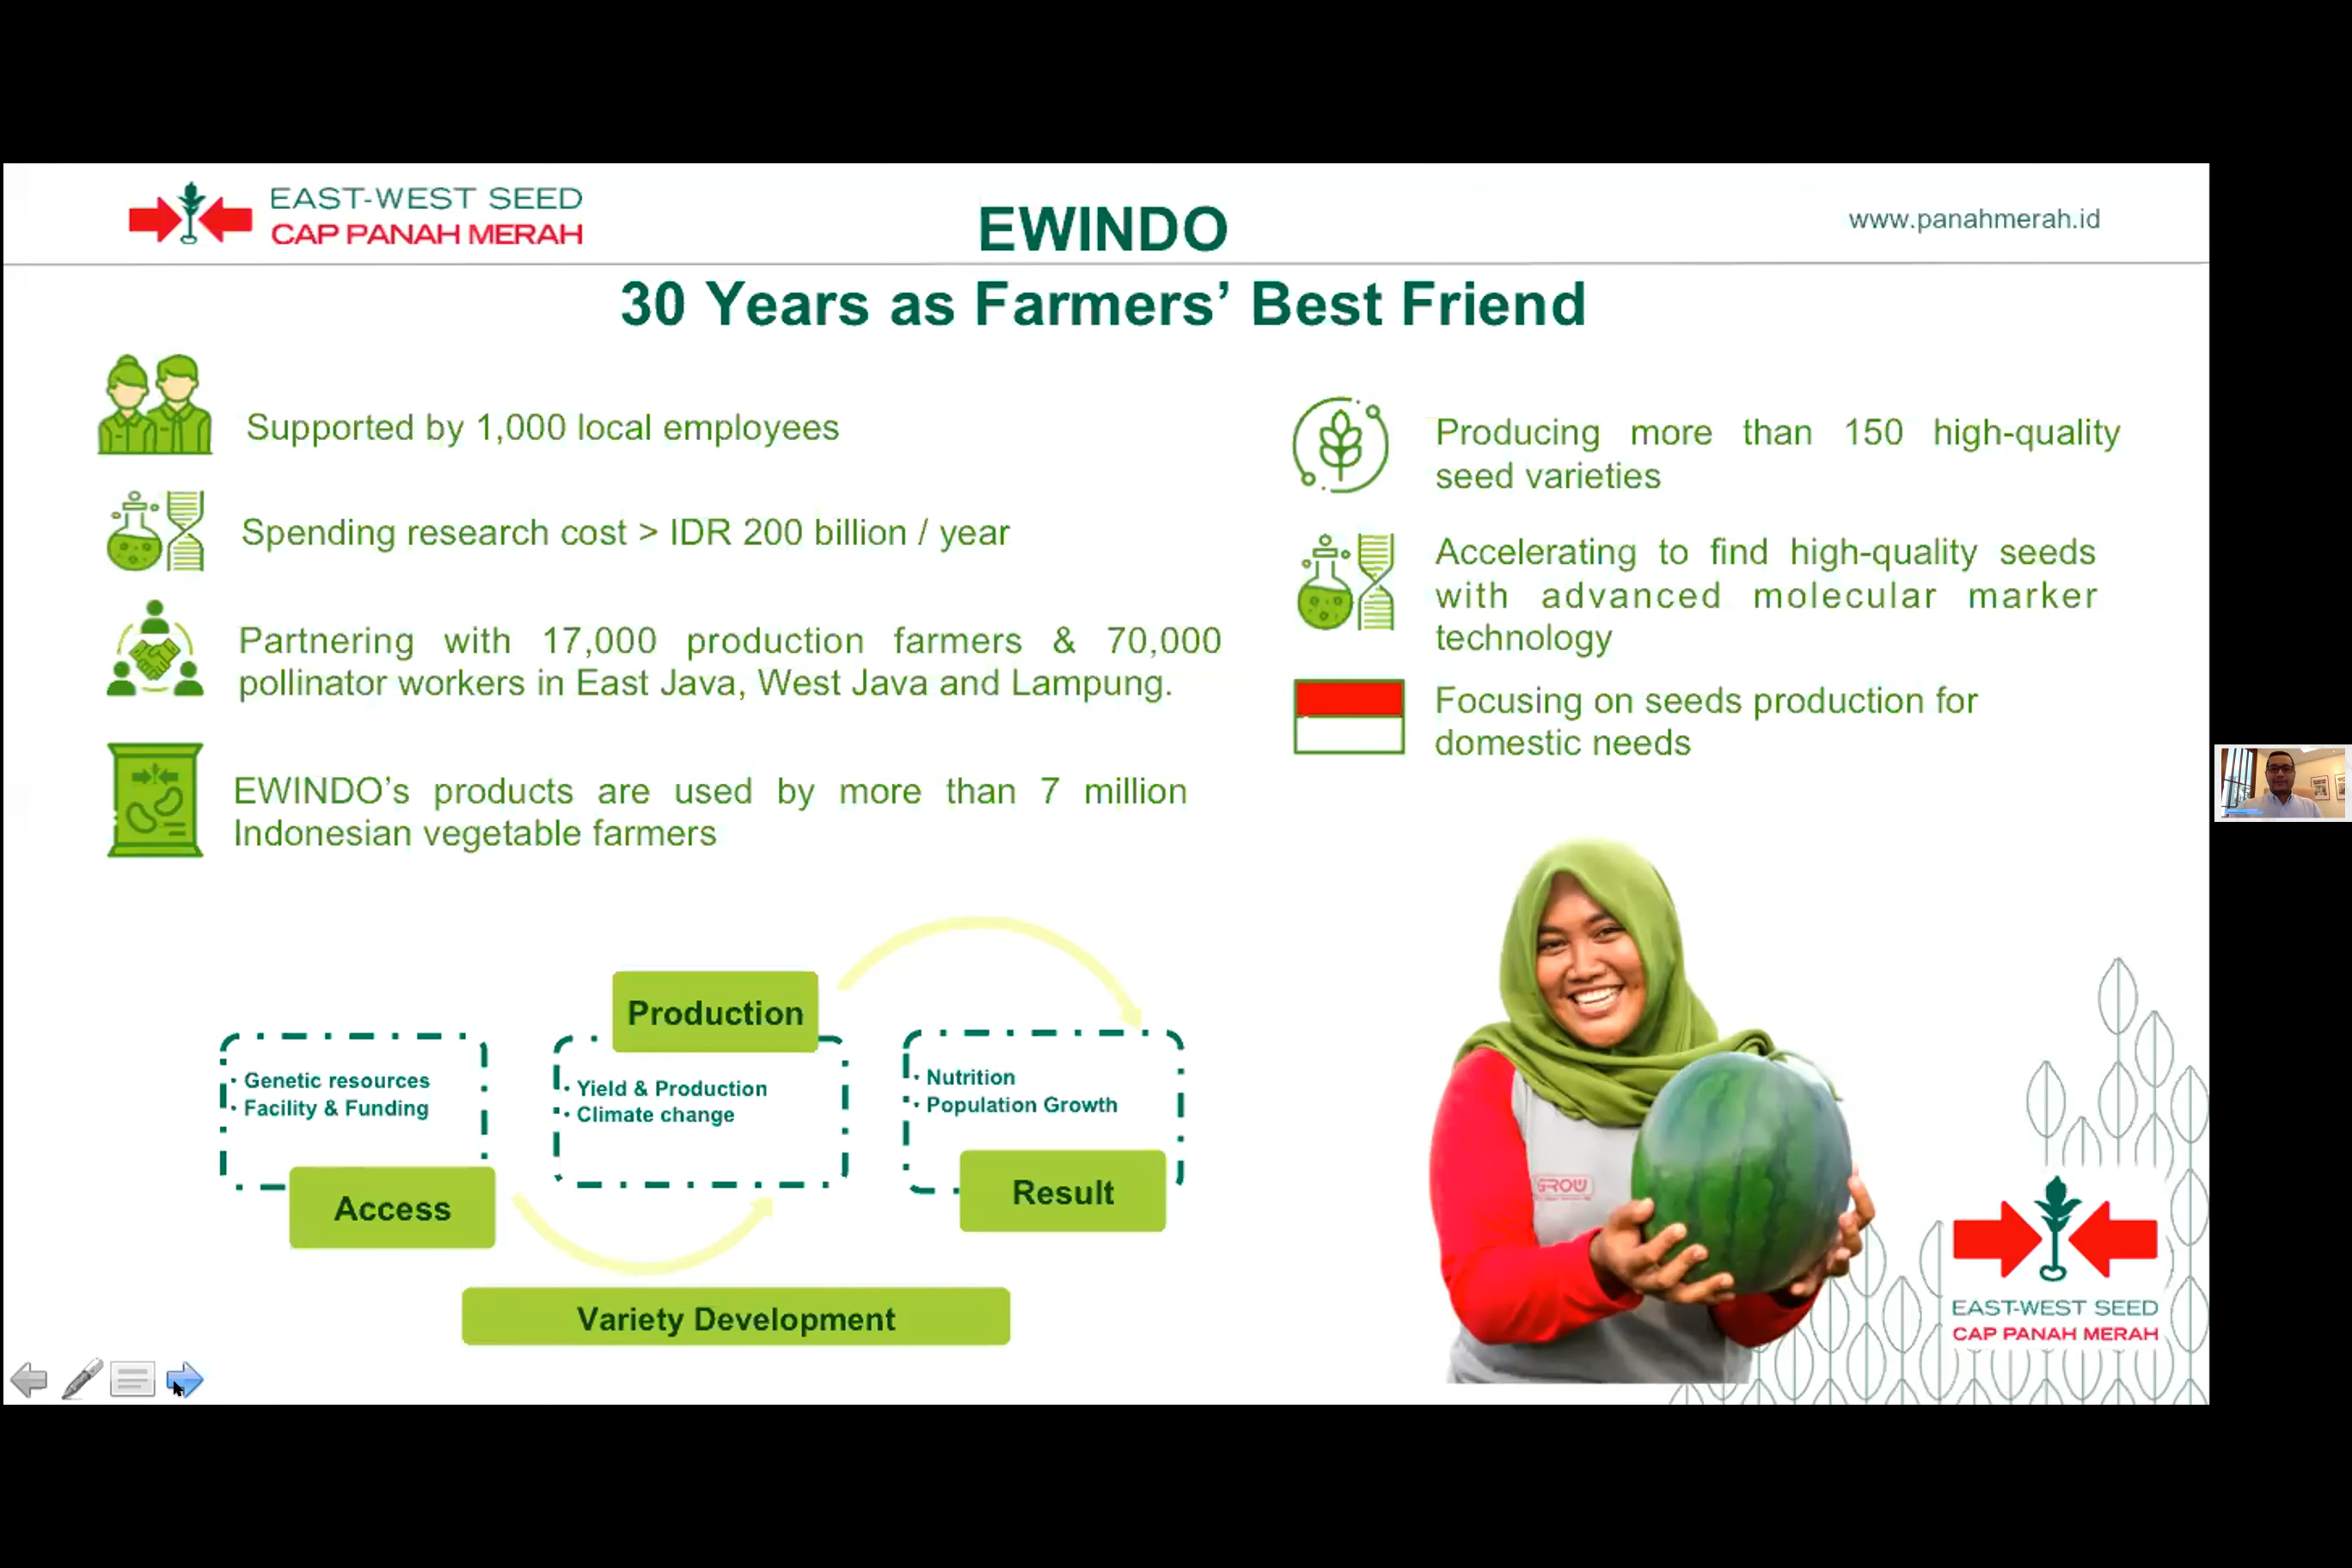 EAST-WEST SEED
CAP PANAH MERAH
EWINDO
www.panahmerah.id
30 Years as Farmers’ Best Friend
Supported by 1,000 local employees
Spending research cost > IDR 200 billion / year
Partnering with 17,000 production farmers & 70,000
pollinator workers in East Java, West Java and Lampung.
EWINDO’s products are used by more than 7 million
Indonesian vegetable farmers
Producing more than 150 high-quality
seed varieties
Accelerating to find high-quality seeds
with advanced molecular marker
technology
Focusing on seeds production for
domestic needs
• Genetic resources
• Facility & Funding
Access
Production
• Yield & Production
• Climate change
• Nutrition
• Population Growth
Result
Variety Development
GROW
EAST-WEST SEED
CAP PANAH MERAH